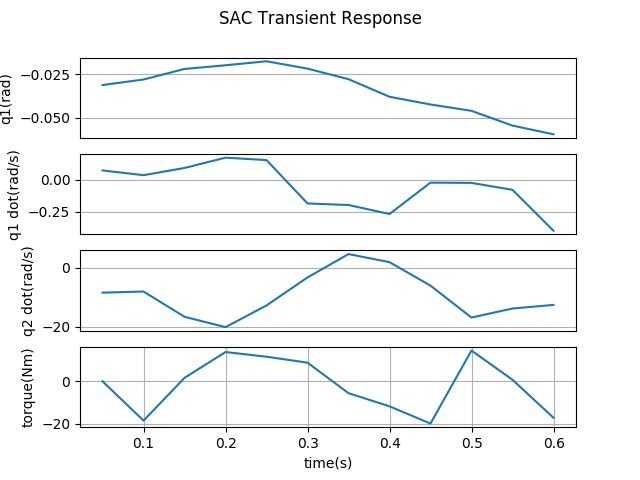 SAC Transient Response
q1(rad)
−0.025
−0.050
q1 dot(rad/s)
0.00
−0.25
q2 dot(rad/s)
0
−20
torque(Nm)
0
−20
0.1 0.2 0.3 0.4 0.5 0.6
time(s)